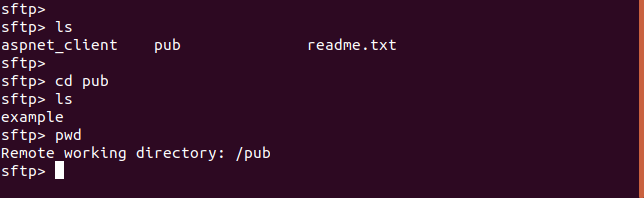 sftp>
sftp> ls
aspnet_client    pub              readme.txt
sftp>
sftp> cd pub
sftp> ls
example
sftp> pwd
Remote working directory: /pub
sftp>